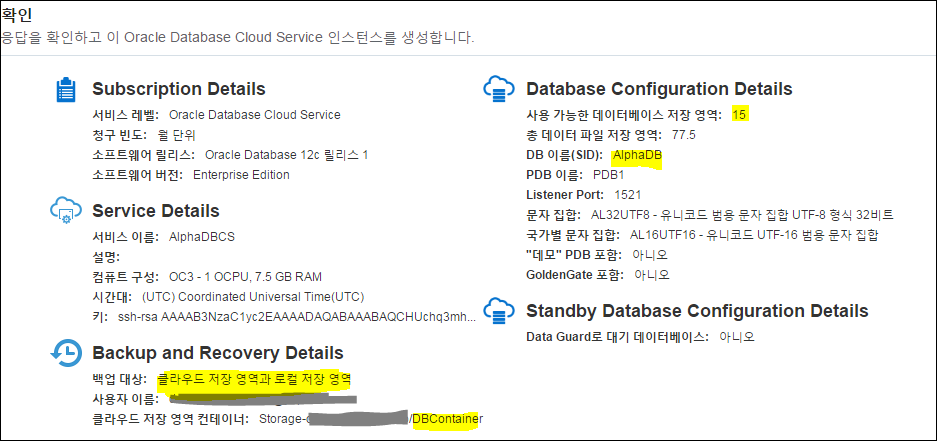 확인
응답을 확인하고 이 Oracle Database Cloud Service 인스턴스를 생성합니다.
Subscription Details
서비스 레벨: Oracle Database Cloud Service
청구 빈도: 월 단위
소프트웨어 릴리스: Oracle Database 12c 릴리스 1
소프트웨어 버전: Enterprise Edition
Service Details
서비스 이름: AlphaDBCS
설명:
컴퓨트 구성: OC3 - 1 OCPU, 7.5 GB RAM
시간대: (UTC) Coordinated Universal Time(UTC)
키: ssh-rsa AAAAB3NzaC1yc2EAAAADAQABAAABAQCHUchq3mh...
Backup and Recovery Details
백업 대상: 클라우드 저장 영역과 로컬 저장 영역
사용자 이름:
클라우드 저장 영역 컨테이너: Storage-/DBContainer
Database Configuration Details
사용 가능한 데이터베이스 저장 영역: 15
총 데이터 파일 저장 영역: 77.5
DB 이름(SID): AlphaDB
PDB 이름: PDB1
Listener Port: 1521
문자 집합: AL32UTF8 - 유니코드 범용 문자 집합 UTF-8 형식 32비트
국가별 문자 집합: AL16UTF16 - 유니코드 UTF-16 범용 문자 집합
"데모" PDB 포함: 아니오
GoldenGate 포함: 아니오
Standby Database Configuration Details
Data Guard로 대기 데이터베이스: 아니오